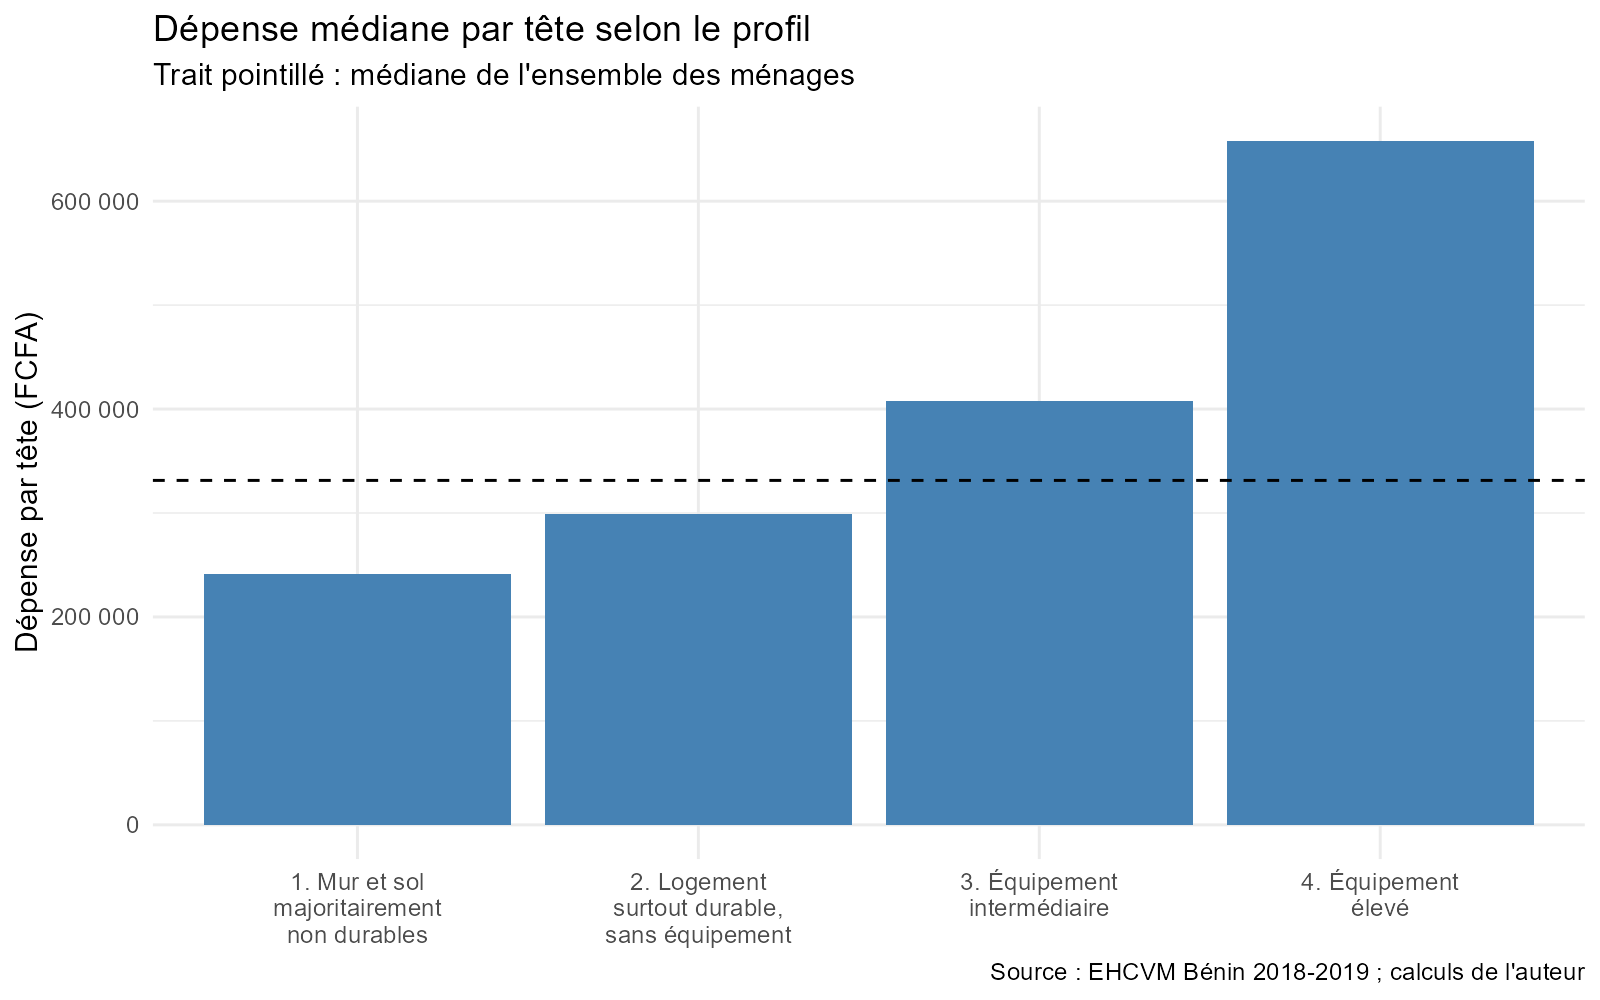 Dépense médiane par tête selon le profil
Trait pointillé : médiane de l'ensemble des ménages
Dépense par tête (FCFA)
600 000
400 000
200 000
0
1. Mur et sol
majoritairement
non durables
2. Logement
surtout durable,
sans équipement
3. Équipement
intermédiaire
4. Équipement
élevé
Source : EHCVM Bénin 2018-2019 ; calculs de l'auteur